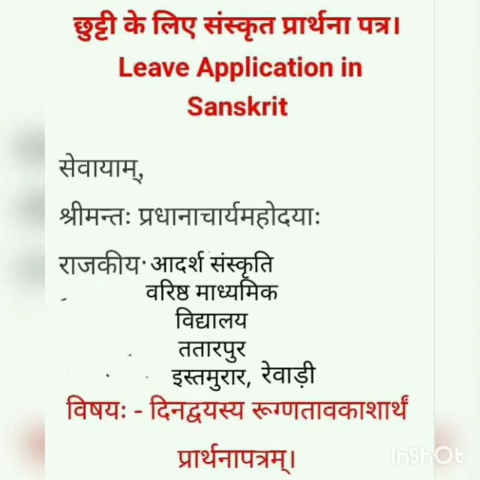 छुट्टी के लिए संस्कृत प्रार्थना पत्र।
Leave Application in
Sanskrit
सेवायाम्,
श्रीमन्तः प्रधानाचार्यमहोदयाः
राजकीय आदर्श संस्कृति
वरिष्ठ माध्यमिक
विद्यालय
ततारपुर
इस्तमुरार, रेवाड़ी
विषयः - दिनद्वयस्य रूग्णतावकाशार्थं
प्रार्थनापत्रम्।
InShOt